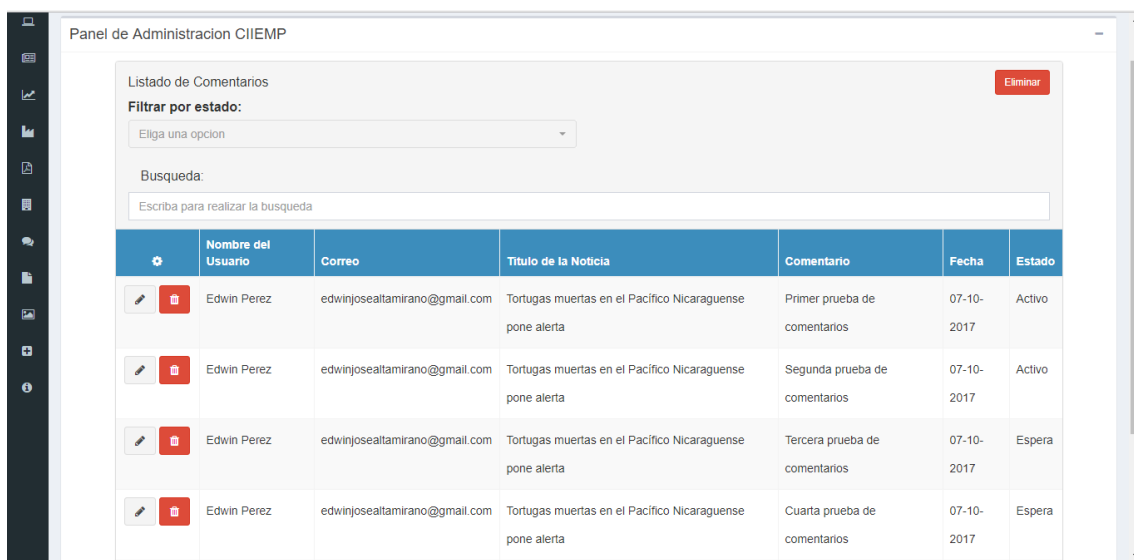 Panel de Administracion CIIEMP
Listado de Comentarios
Eliminar
Filtrar por estado:
Eliga una opcion
Busqueda:
Escriba para realizar la busqueda
Nombre del
Usuario Correo Titulo de la Noticia Comentario Fecha Estado
Edwin Perez edwinjosealtamirano@gmail.com Tortugas muertas en el Pacífico Nicaraguense Primer prueba de 07-10- Activo
pone alerta comentarios 2017
Edwin Perez edwinjosealtamirano@gmail.com Tortugas muertas en el Pacífico Nicaraguense Segunda prueba de 07-10- Activo
pone alerta comentarios 2017
Edwin Perez edwinjosealtamirano@gmail.com Tortugas muertas en el Pacífico Nicaraguense Tercera prueba de 07-10- Espera
pone alerta comentarios 2017
Edwin Perez edwinjosealtamirano@gmail.com Tortugas muertas en el Pacífico Nicaraguense Cuarta prueba de 07-10- Espera
pone alerta comentarios 2017